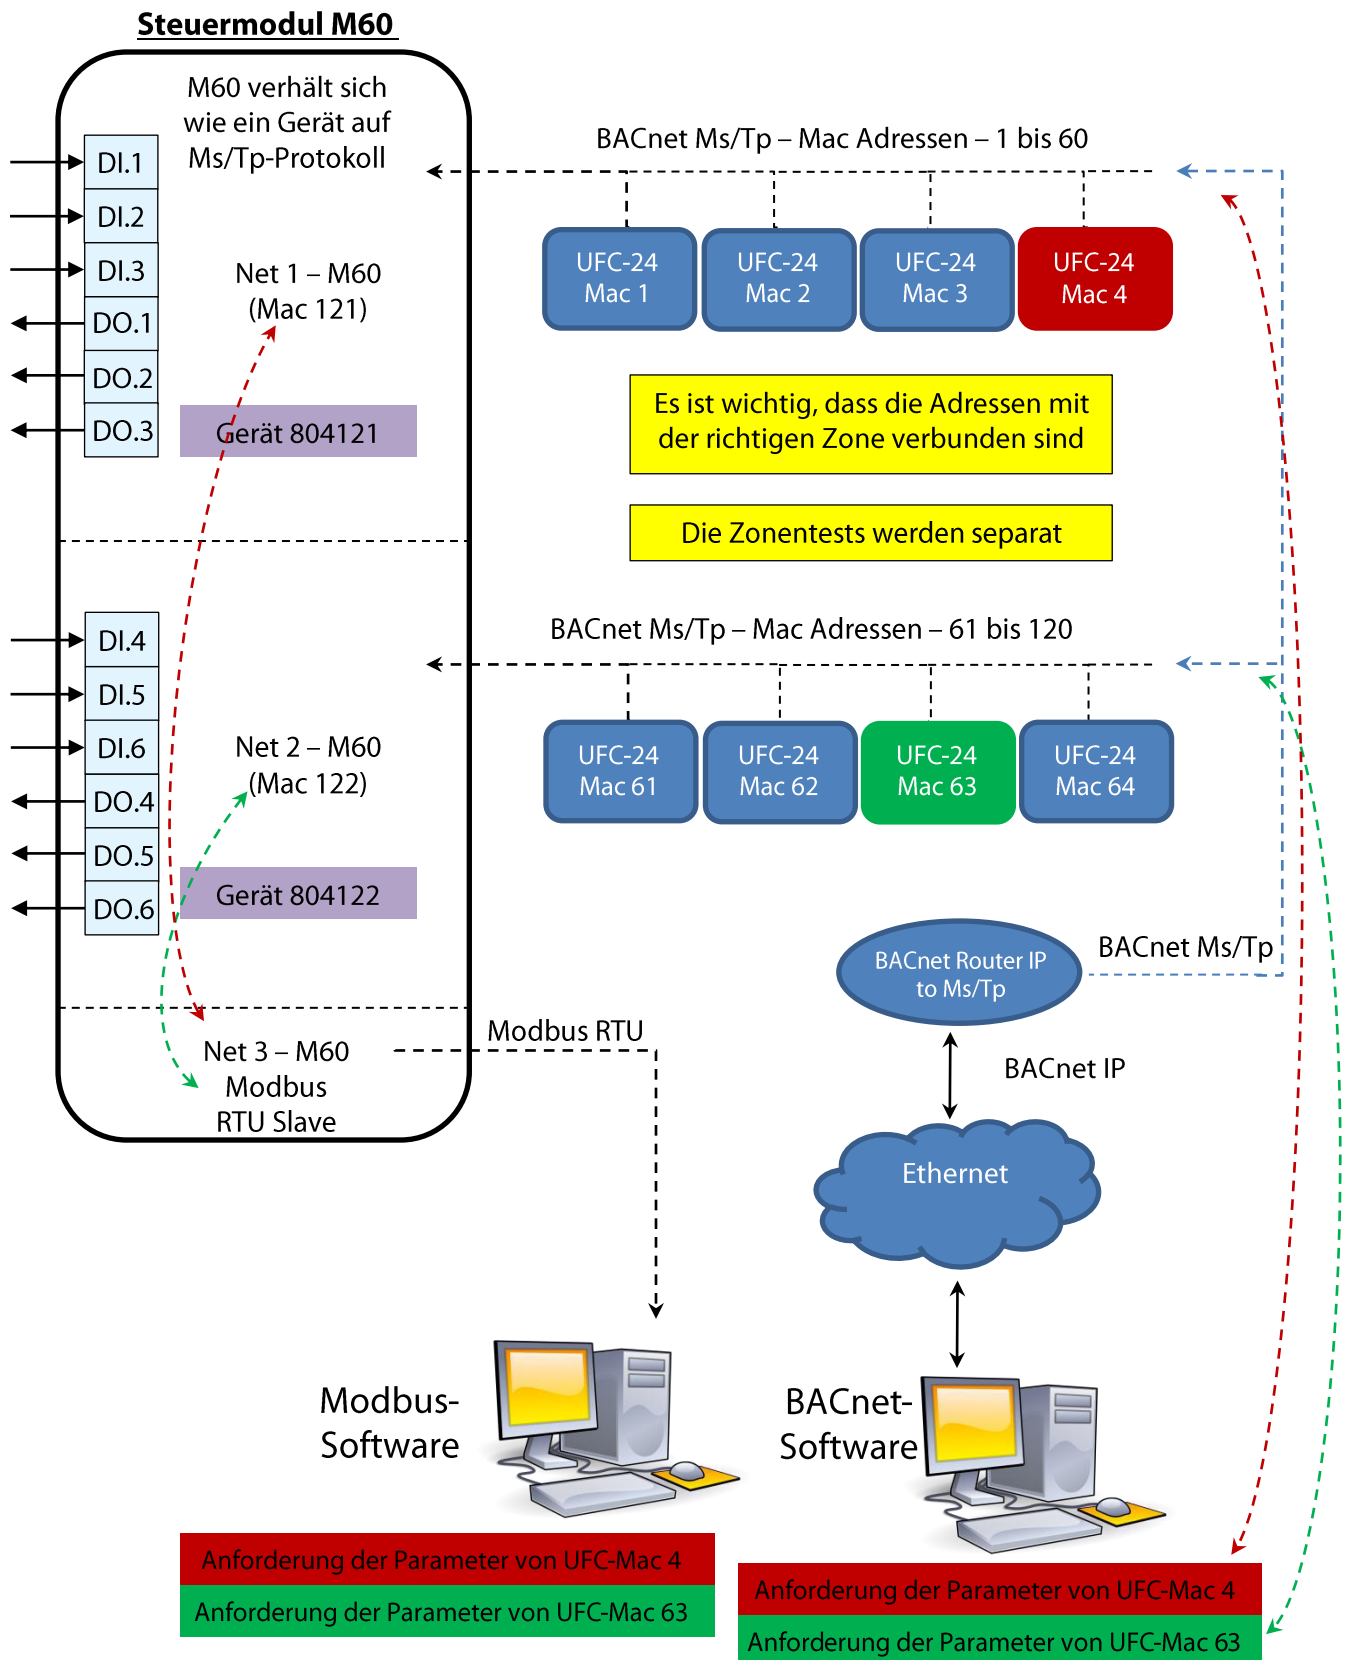 Steuermodul M60
M60 verhält sich
wie ein Gerät auf
Ms/Tp-Protokoll
DI.1
DI.2
DI.3
DO.1
DO.2
DO.3
Net 1 – M60
(Mac 121)
Gerät 804121
BACnet Ms/Tp – Mac Adressen – 1 bis 60
UFC-24
Mac 1
UFC-24
Mac 2
UFC-24
Mac 3
UFC-24
Mac 4
Es ist wichtig, dass die Adressen mit
der richtigen Zone verbunden sind
Die Zonentests werden separat
DI.4
DI.5
DI.6
DO.4
DO.5
DO.6
Net 2 – M60
(Mac 122)
Gerät 804122
BACnet Ms/Tp – Mac Adressen – 61 bis 120
UFC-24
Mac 61
UFC-24
Mac 62
UFC-24
Mac 63
UFC-24
Mac 64
BACnet Router IP
to Ms/Tp
BACnet Ms/Tp
Net 3 – M60
Modbus
RTU Slave
Modbus RTU
BACnet IP
Ethernet
Modbus-
Software
BACnet-
Software
Anforderung der Parameter von UFC-Mac 4
Anforderung der Parameter von UFC-Mac 63
Anforderung der Parameter von UFC-Mac 4
Anforderung der Parameter von UFC-Mac 63